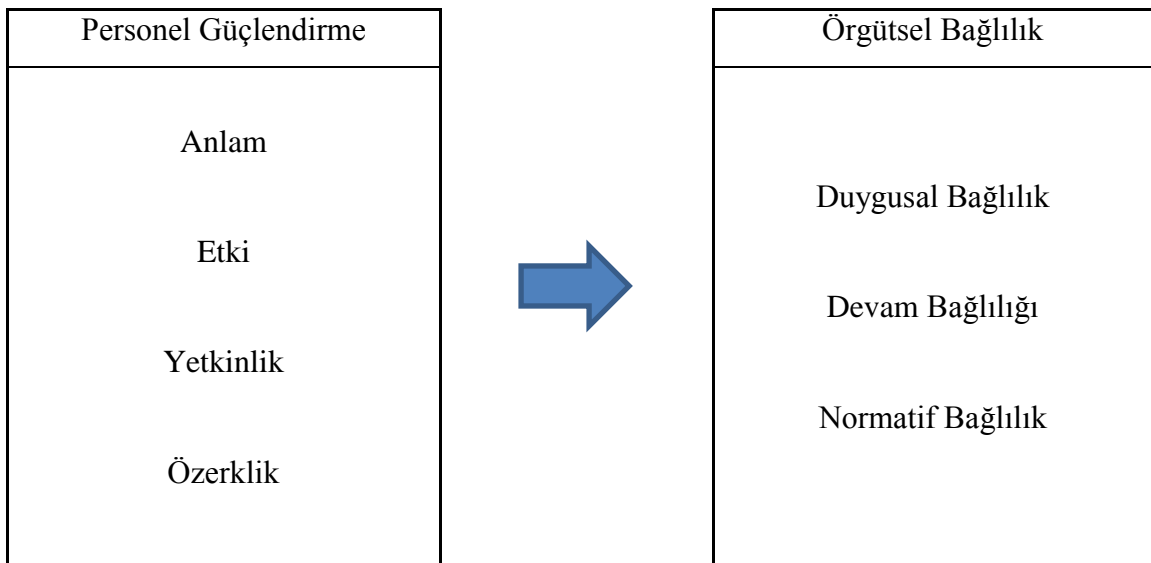 Personel Güçlendirme
Anlam
Etki
Yetkinlik
Özerklik
Örgütsel Bağlılık
Duygusal Bağlılık
Devam Bağlılığı
Normatif Bağlılık